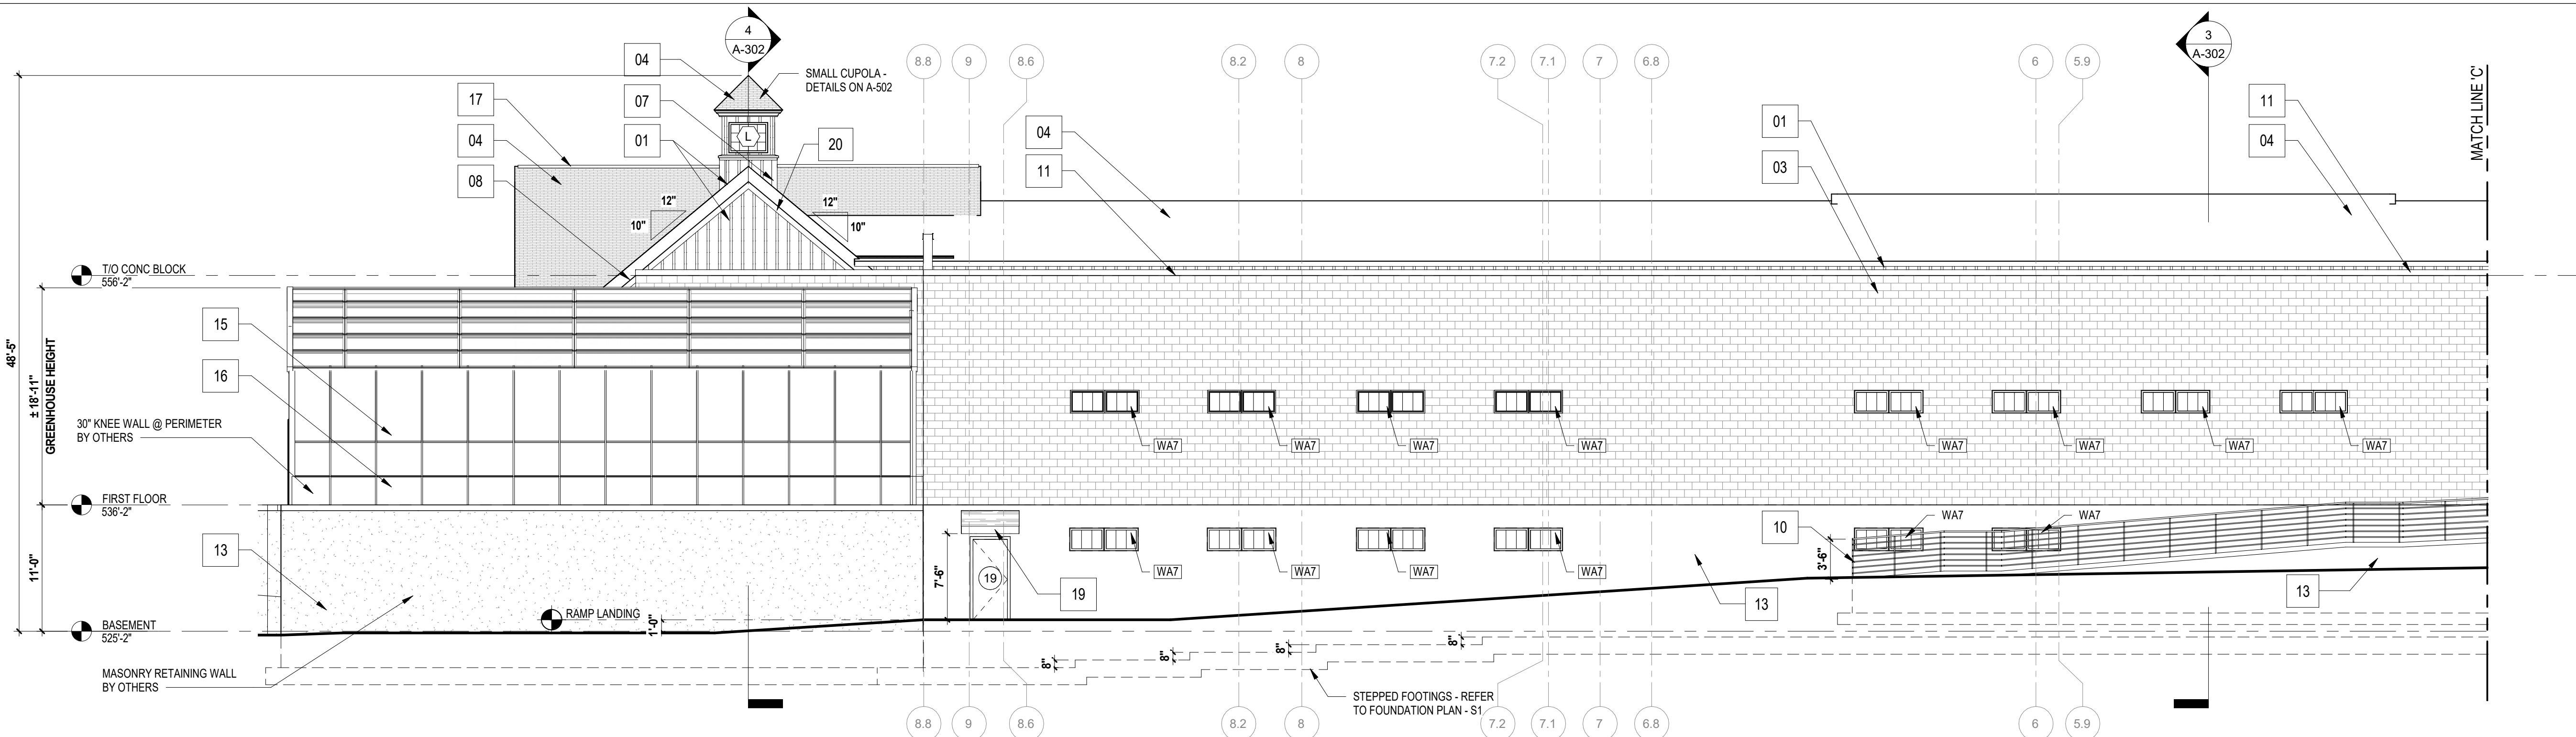 4
A-302
3
A-302
04
SMALL CUPOLA -
DETAILS ON A-502
8.8
9
8.6
8.2
8
7.2
7.1
7
6.8
6
5.9
MATCH LINE 'C'
17
07
04
01
L
20
08
04
11
01
03
11
04
12"
10"
12"
10"
T/O CONC BLOCK
556'-2"
48'-5"
± 18'-11"
GREENHOUSE HEIGHT
15
16
30" KNEE WALL @ PERIMETER
BY OTHERS
WA7
WA7
WA7
WA7
WA7
WA7
WA7
WA7
FIRST FLOOR
536'-2"
11'-0"
13
10
WA7
WA7
3'-6"
7'-6"
19
19
WA7
WA7
WA7
WA7
13
13
RAMP LANDING
1'-0"
BASEMENT
525'-2"
8"
8"
8"
8"
MASONRY RETAINING WALL
BY OTHERS
STEPPED FOOTINGS - REFER
TO FOUNDATION PLAN - S1
8.8
9
8.6
8.2
8
7.2
7.1
7
6.8
6
5.9